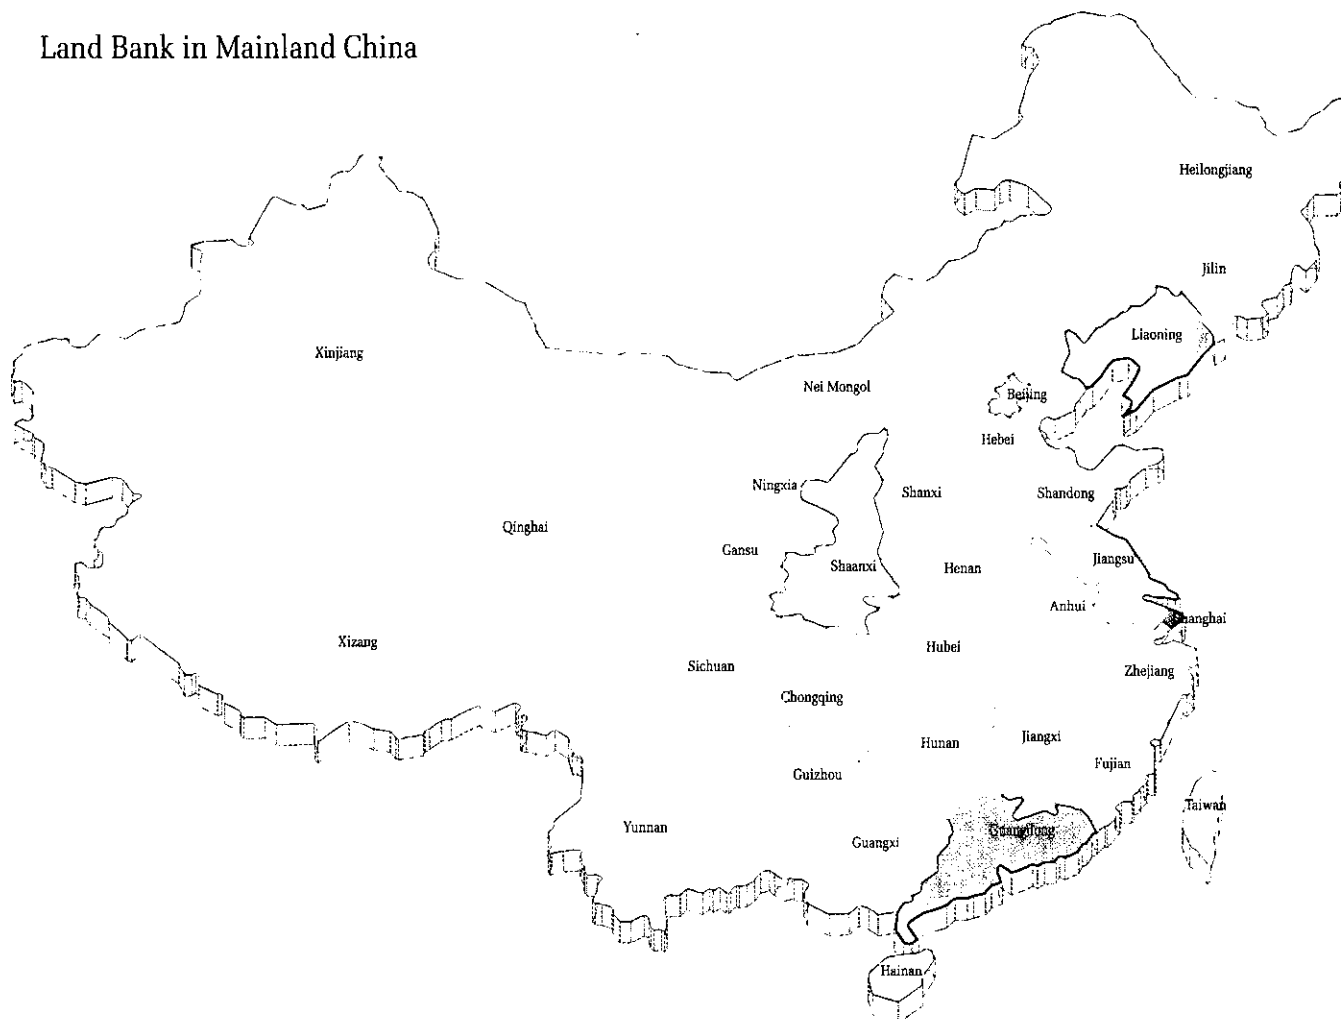 Land Bank in Mainland China
Heilongjiang
Jilin
Liaoning
Xinjiang
Nei Mongol
Beijing
Hebei
Ningxia
Shanxi
Shandong
Qinghai
Gansu
Shaanxi
Henan
Jiangsu
Anhui
Shanghai
Xizang
Sichuan
Hubei
Zhejiang
Chongqing
Hunan
Jiangxi
Guizhou
Fujian
Yunnan
Guangxi
Guangdong
Taiwan
Hainan